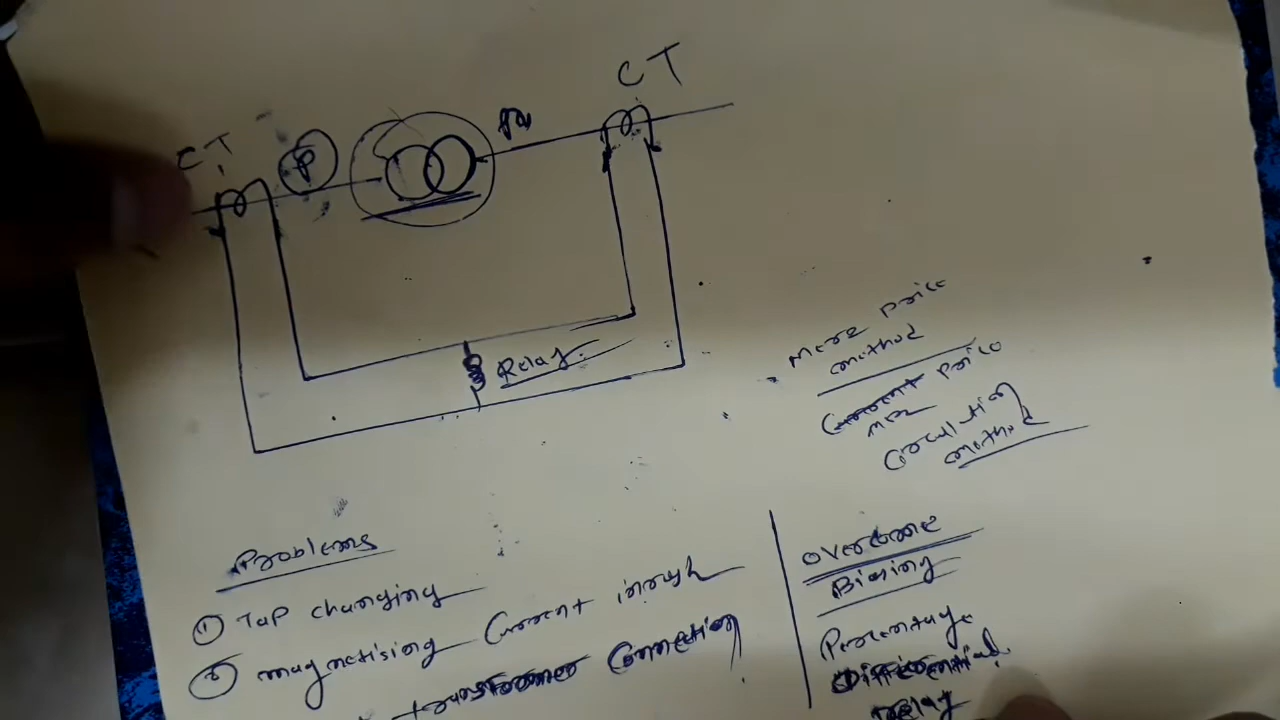 CT
CT
P
Relay.
Merz price
method
Current price
Merz
Circulation
method
Problems
① Tap changing
② magnetising Current inrush
transformer Connection
Overcome
Biasing
Percentage
Differential
relay